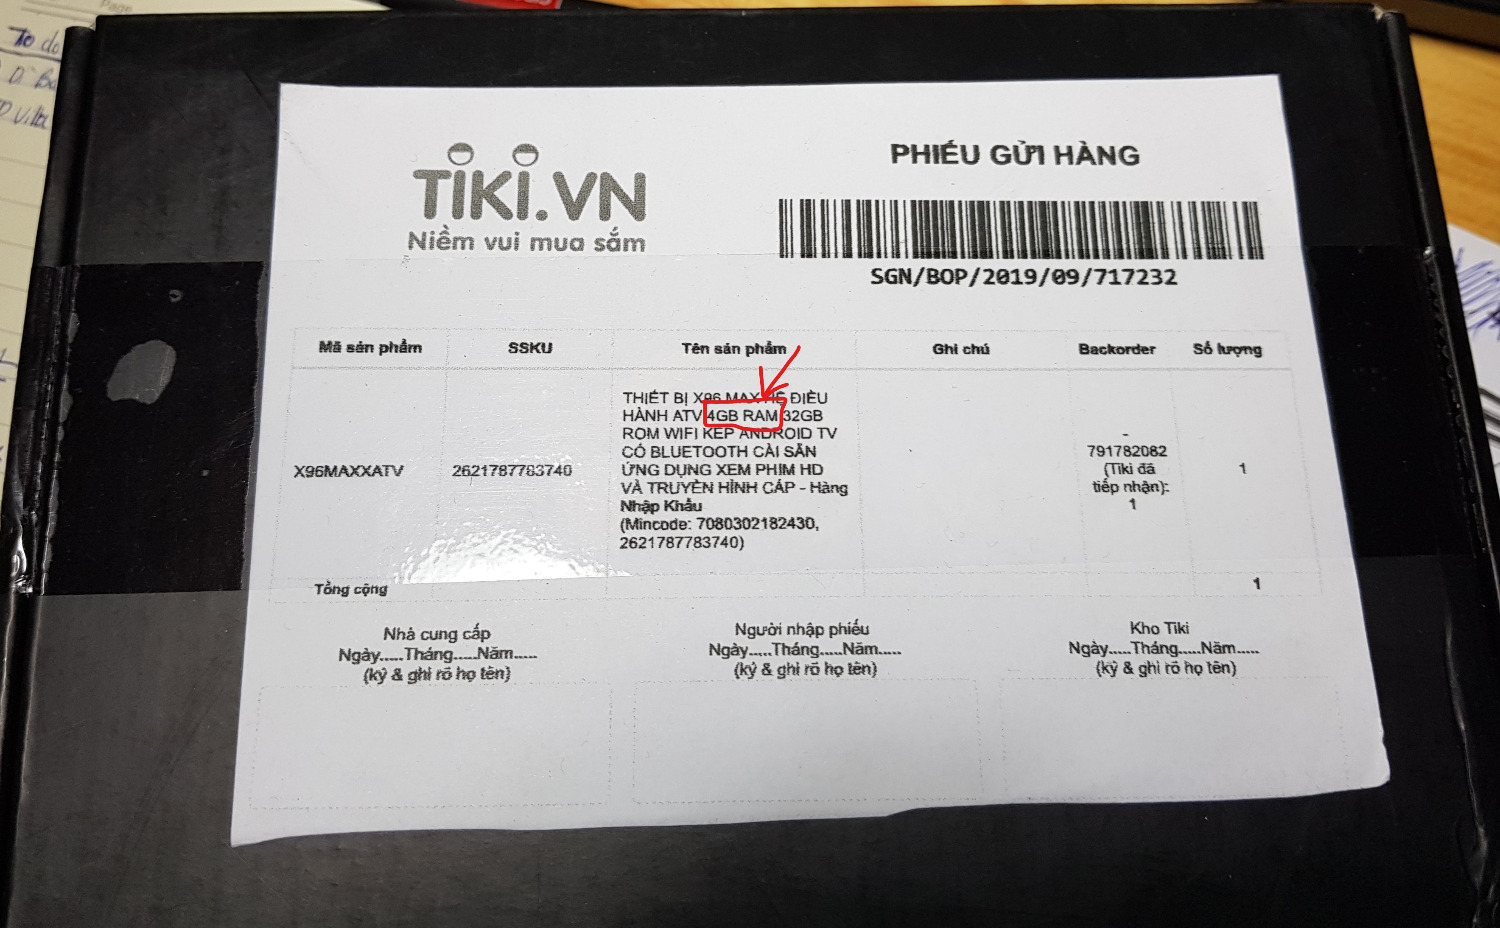 Page
To do
TIKI.VN
Niềm vui mua sắm
PHIẾU GỬI HÀNG
SGN/BOP/2019/09/717232
Mã sản phẩm SSKU Tên sản phẩm Ghi chú Backorder Số lượng
THIẾT BỊ X96 MAX HỆ ĐIỀU
HÀNH ATV 4GB RAM 32GB
ROM WIFI KÉP ANDROID TV
CÓ BLUETOOTH CÀI SẴN
ỨNG DỤNG XEM PHIM HD
VÀ TRUYỀN HÌNH CÁP - Hàng
Nhập Khẩu
(Mincode: 7080302182430,
2621787783740)
X96MAXXATV 2621787783740
-
791782082
(Tiki đã
tiếp nhận):
1
1
Tổng cộng 1
Nhà cung cấp
Ngày.....Tháng.....Năm.....
(ký & ghi rõ họ tên)
Người nhập phiếu
Ngày.....Tháng.....Năm.....
(ký & ghi rõ họ tên)
Kho Tiki
Ngày.....Tháng.....Năm.....
(ký & ghi rõ họ tên)